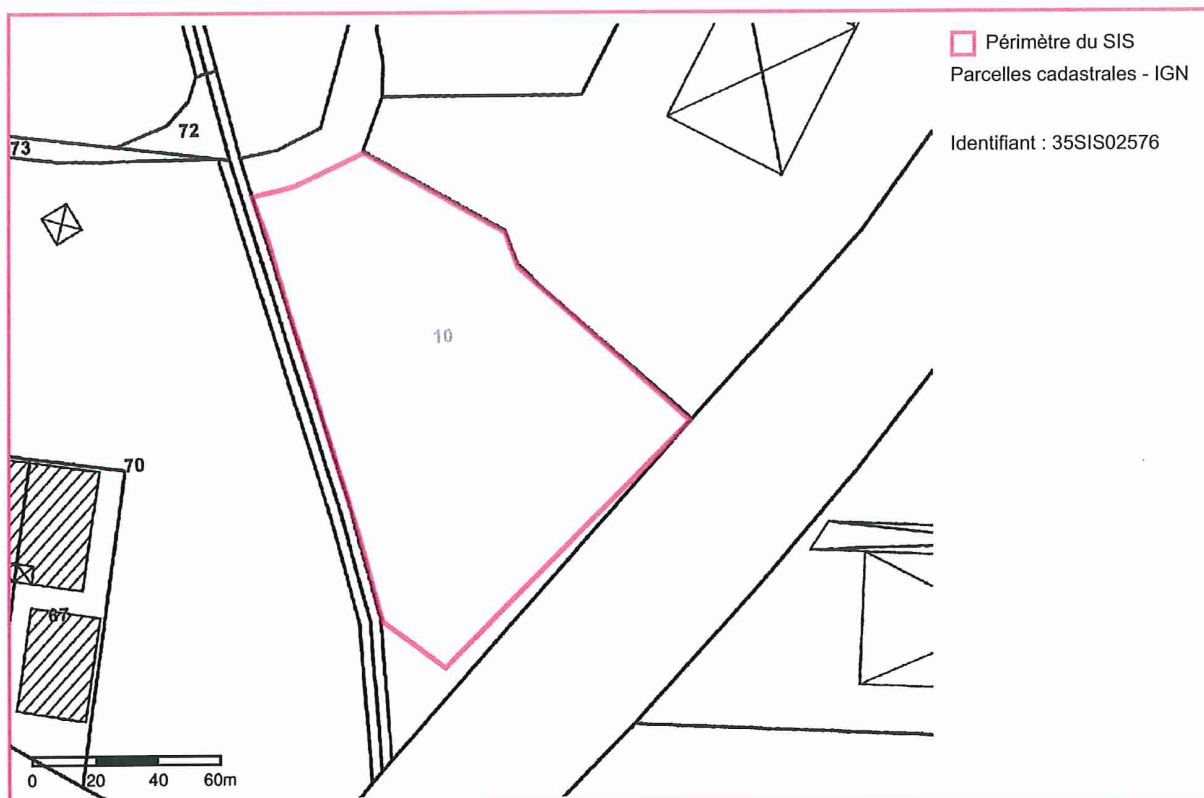 Périmètre du SIS
Parcelles cadastrales - IGN
Identifiant : 35SIS02576
72
73
10
70
67
0 20 40 60m